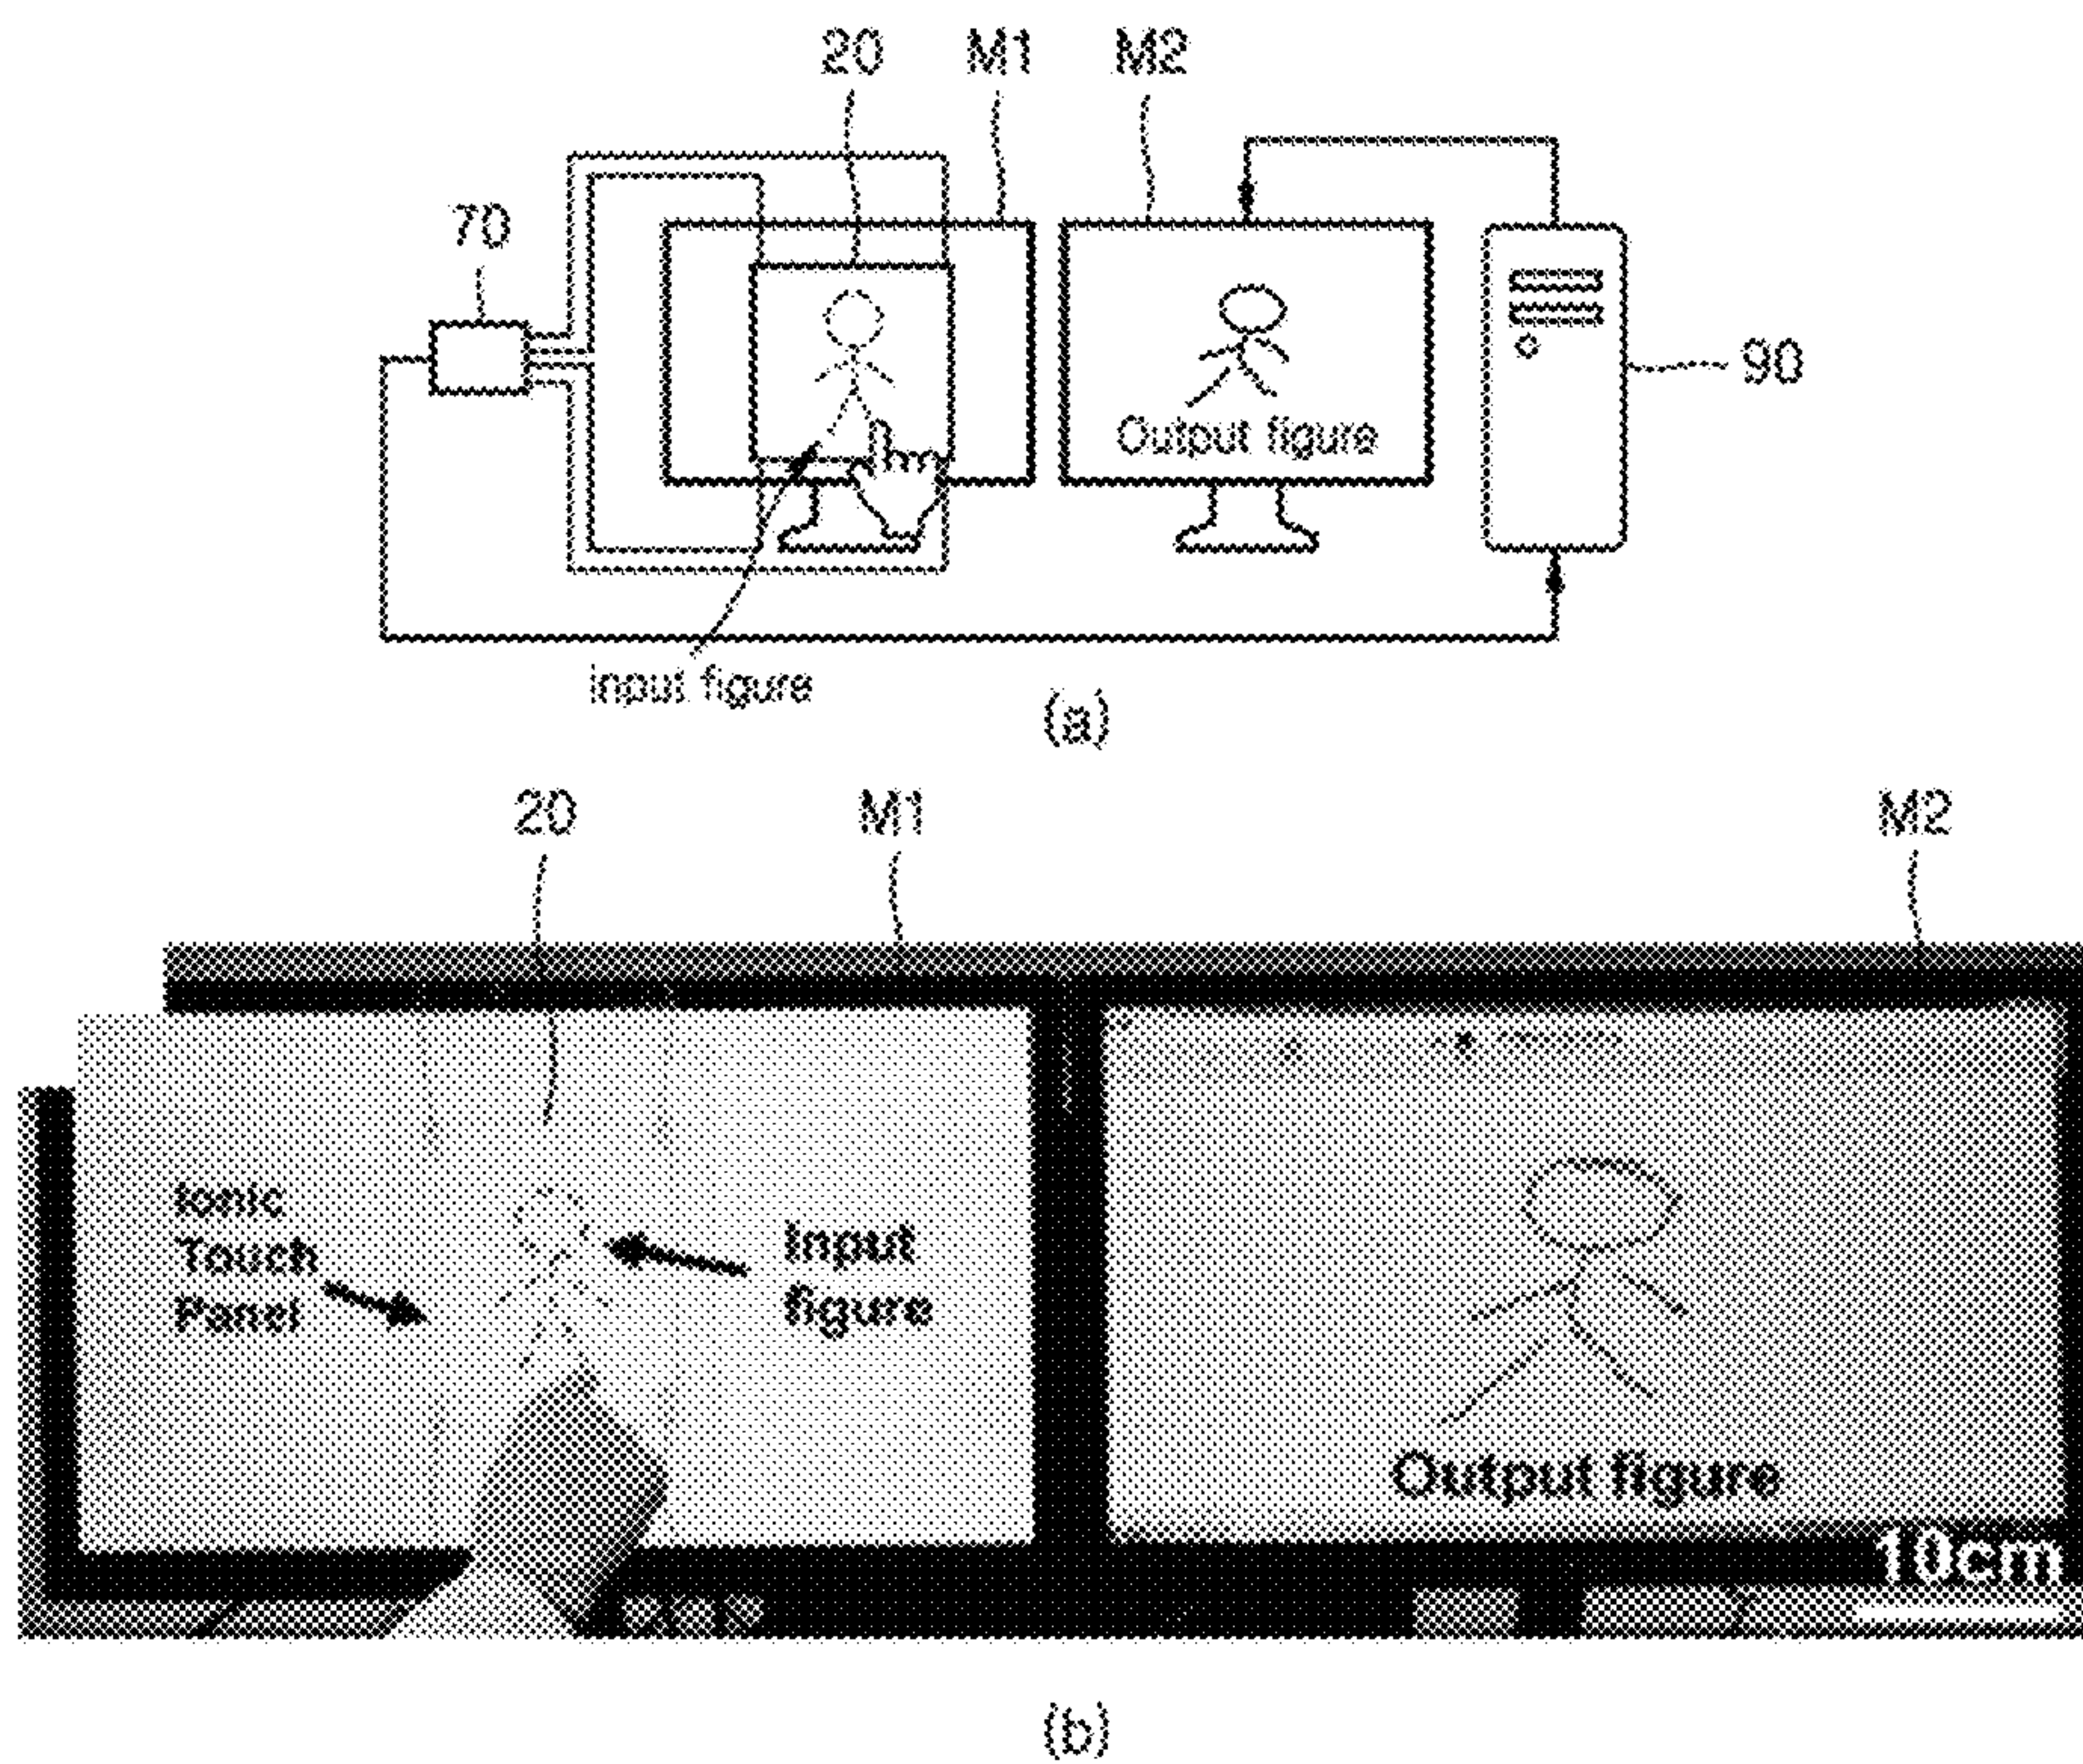 20 M1 M2
70
90
Output figure
Input figure
(a)
20 M1 M2
Ionic
Touch
Panel
Input
figure
Output figure
10cm
(b)